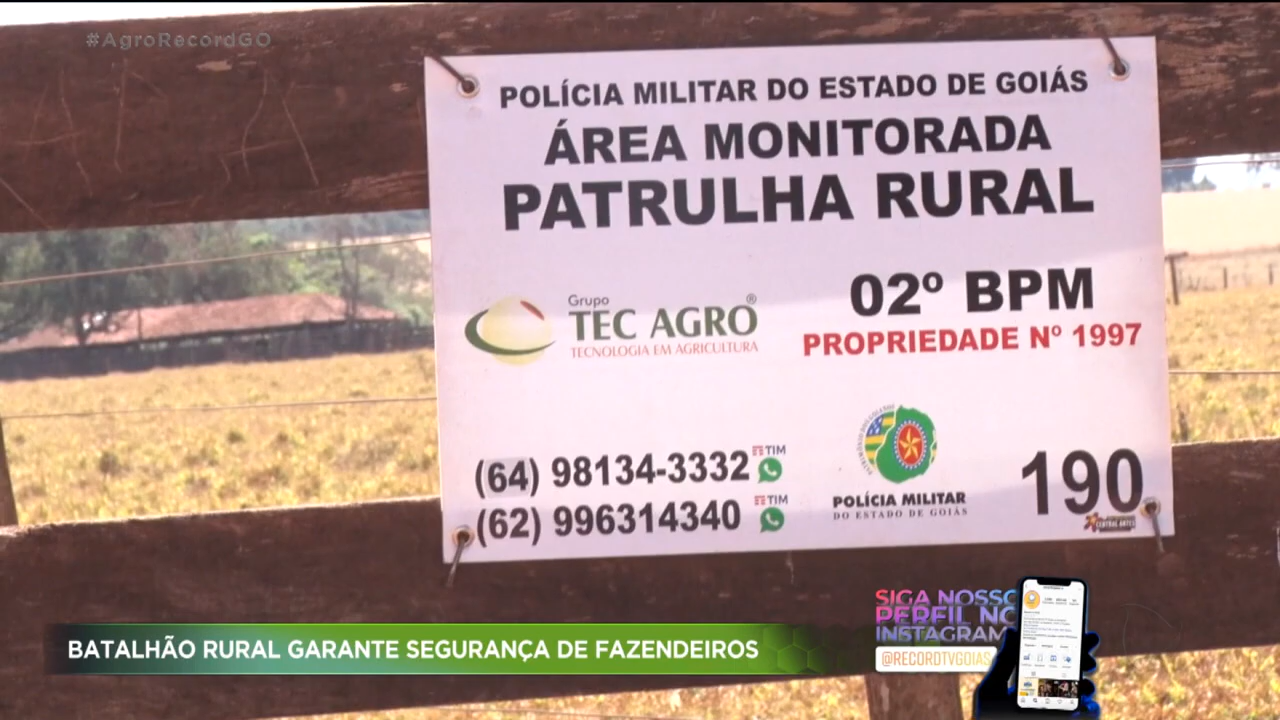 #AgroRecordGO
POLÍCIA MILITAR DO ESTADO DE GOIÁS
ÁREA MONITORADA
PATRULHA RURAL
Grupo
TEC AGRO®
TECNOLOGIA EM AGRICULTURA
02º BPM
PROPRIEDADE Nº 1997
(64) 98134-3332 TIM
(62) 996314340 TIM
POLÍCIA MILITAR
DO ESTADO DE GOIÁS
190
CENTRAL ARTES
SIGA NOSSO
PERFIL NO
INSTAGRAM
@RECORDTVGOIAS
BATALHÃO RURAL GARANTE SEGURANÇA DE FAZENDEIROS